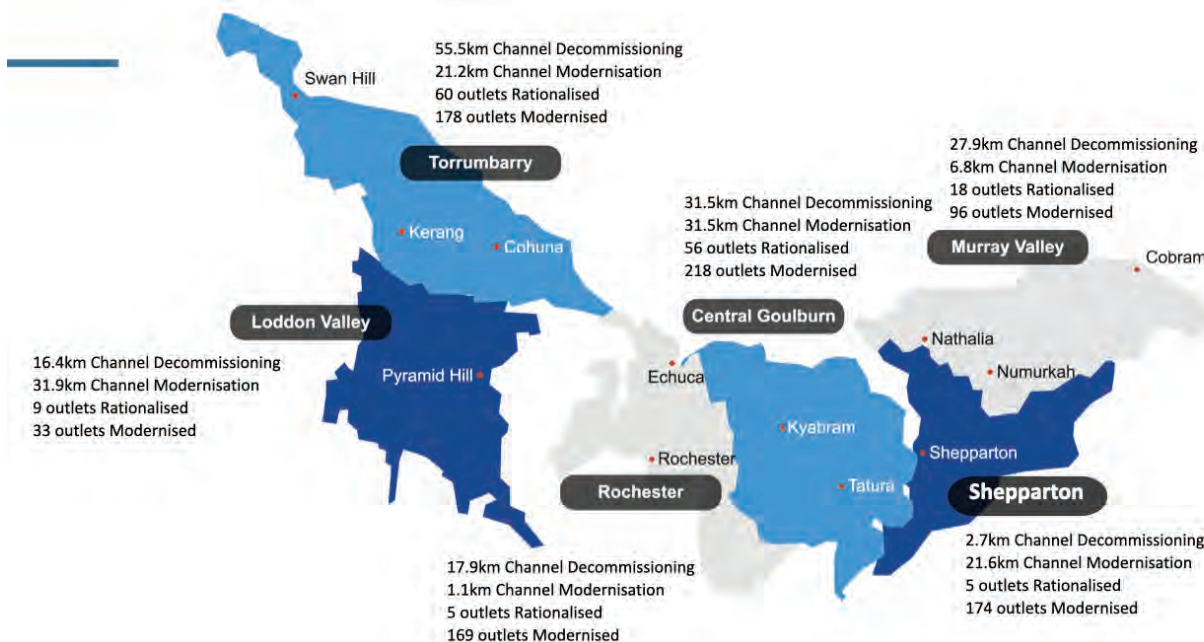 55.5km Channel Decommissioning
21.2km Channel Modernisation
60 outlets Rationalised
178 outlets Modernised
Swan Hill
Torrumbarry
Kerang
Cohuna
27.9km Channel Decommissioning
6.8km Channel Modernisation
18 outlets Rationalised
96 outlets Modernised
Murray Valley
Cobram
31.5km Channel Decommissioning
31.5km Channel Modernisation
56 outlets Rationalised
218 outlets Modernised
Central Goulburn
Loddon Valley
16.4km Channel Decommissioning
31.9km Channel Modernisation
9 outlets Rationalised
33 outlets Modernised
Pyramid Hill
Echuca
Nathalia
Numurkah
Kyabram
Rochester
Tatura
Shepparton
Rochester
17.9km Channel Decommissioning
1.1km Channel Modernisation
5 outlets Rationalised
169 outlets Modernised
Shepparton
2.7km Channel Decommissioning
21.6km Channel Modernisation
5 outlets Rationalised
174 outlets Modernised